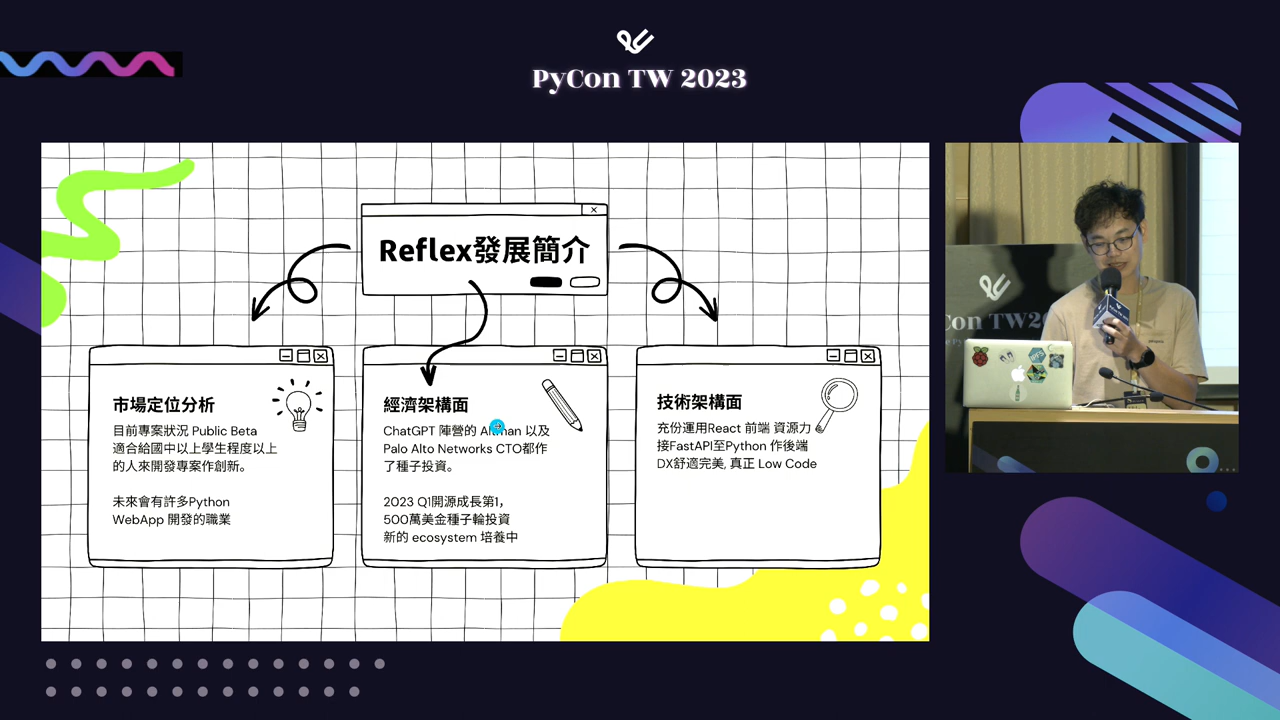 PyCon TW 2023
Reflex發展簡介
市場定位分析
目前專案狀況 Public Beta
適合給國中以上學生程度以上
的人來開發專案作創新。
未來會有許多Python
WebApp 開發的職業
經濟架構面
ChatGPT 陣營的 Altman 以及
Palo Alto Networks CTO都作
了種子投資。
2023 Q1開源成長第1，
500萬美金種子輪投資
新的 ecosystem 培養中
技術架構面
充份運用React 前端 資源力
接FastAPI至Python 作後端
DX舒適完美, 真正 Low Code
Con TW20